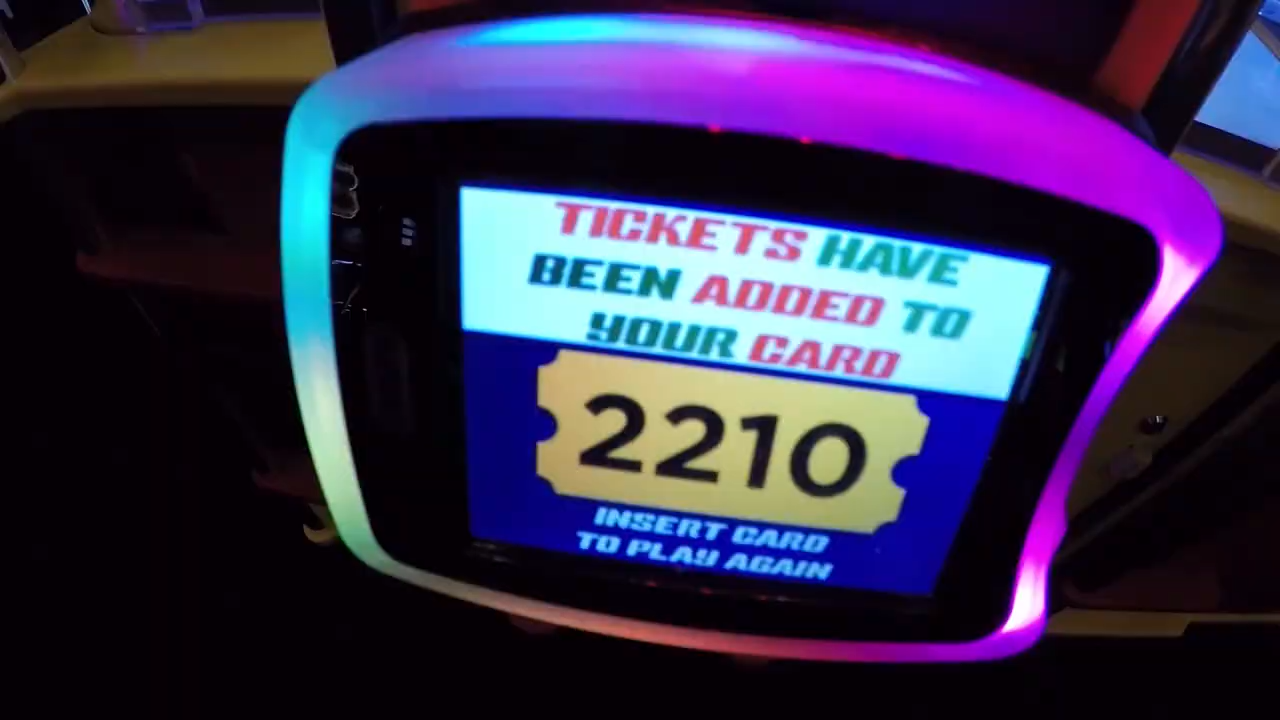 TICKETS HAVE
BEEN ADDED TO
YOUR CARD
2210
INSERT CARD
TO PLAY AGAIN